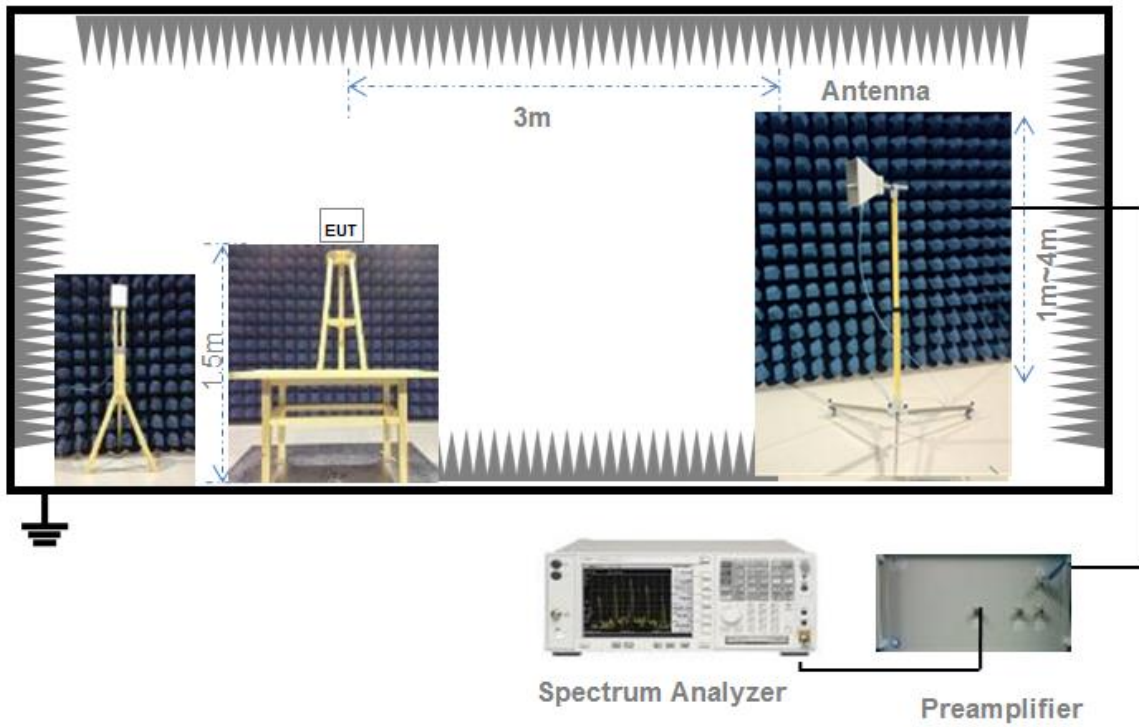 Antenna
3m
EUT
1.5m
1m~4m
Spectrum Analyzer
Preamplifier